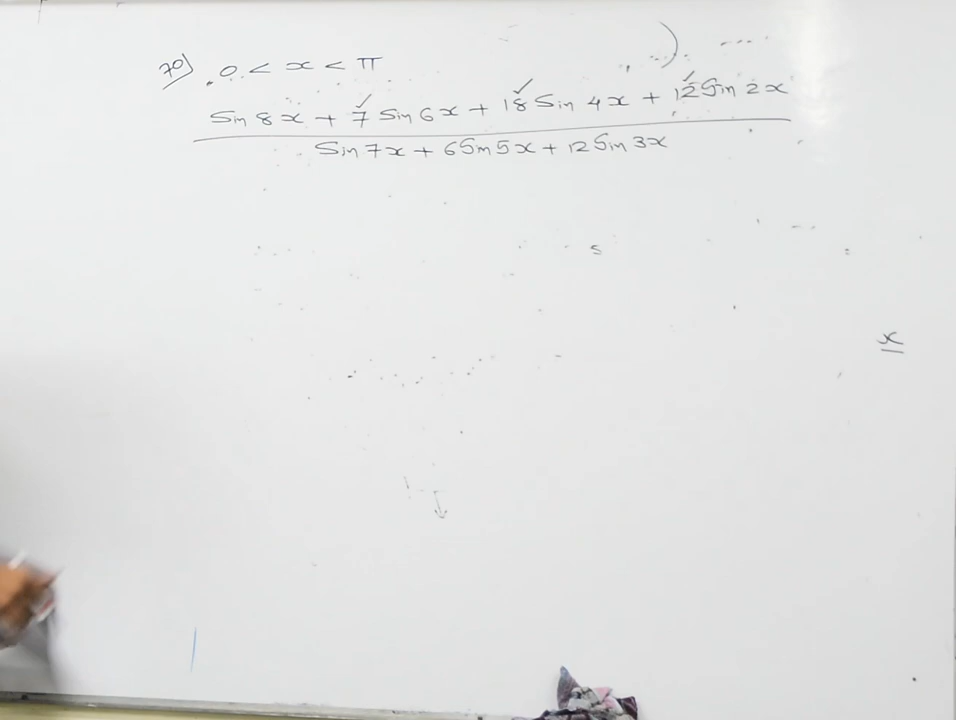 70) 0 < x < π
Sin 8x + 7 Sin 6x + 18 Sin 4x + 12 Sin 2x
Sin 7x + 6 Sin 5x + 12 Sin 3x
s
x